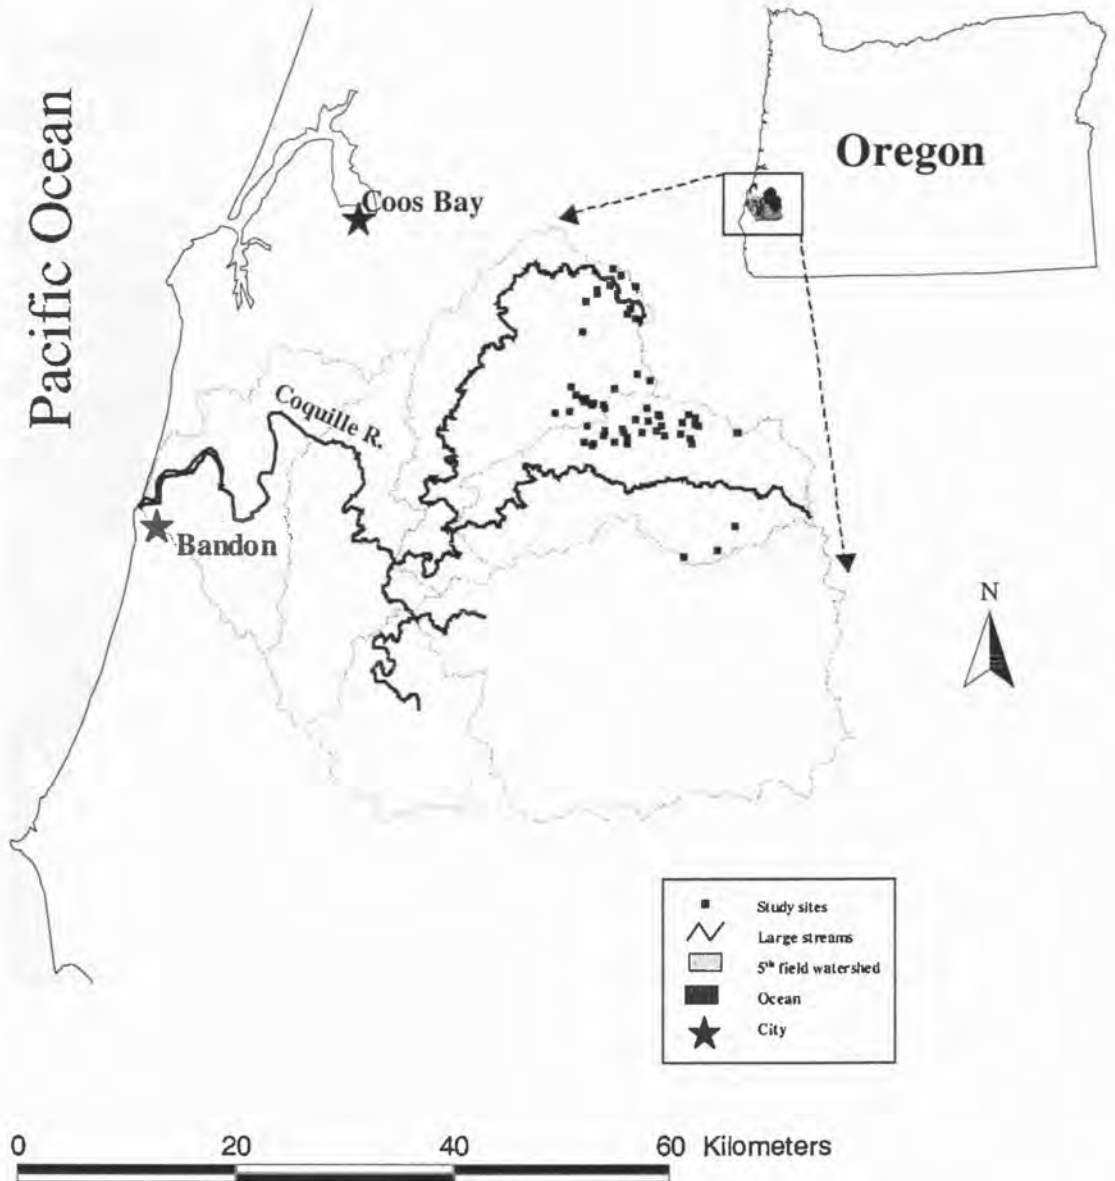 Pacific Ocean
Oregon
Coos Bay
Coquille R.
Bandon
N
Study sites
Large streams
5th field watershed
Ocean
City
0 20 40 60 Kilometers